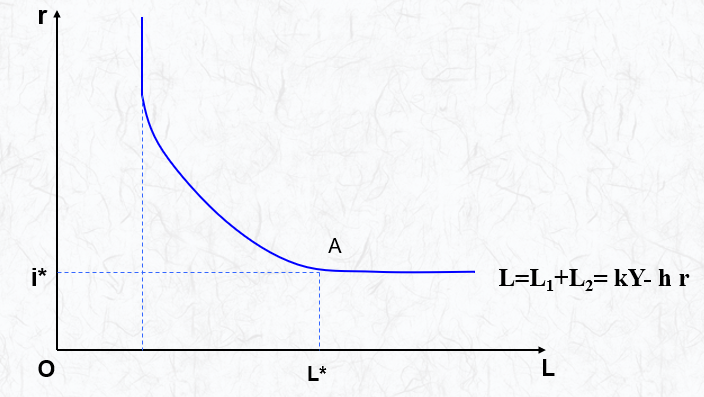 r
A
i*
L=L₁+L₂= kY- h r
O
L*
L